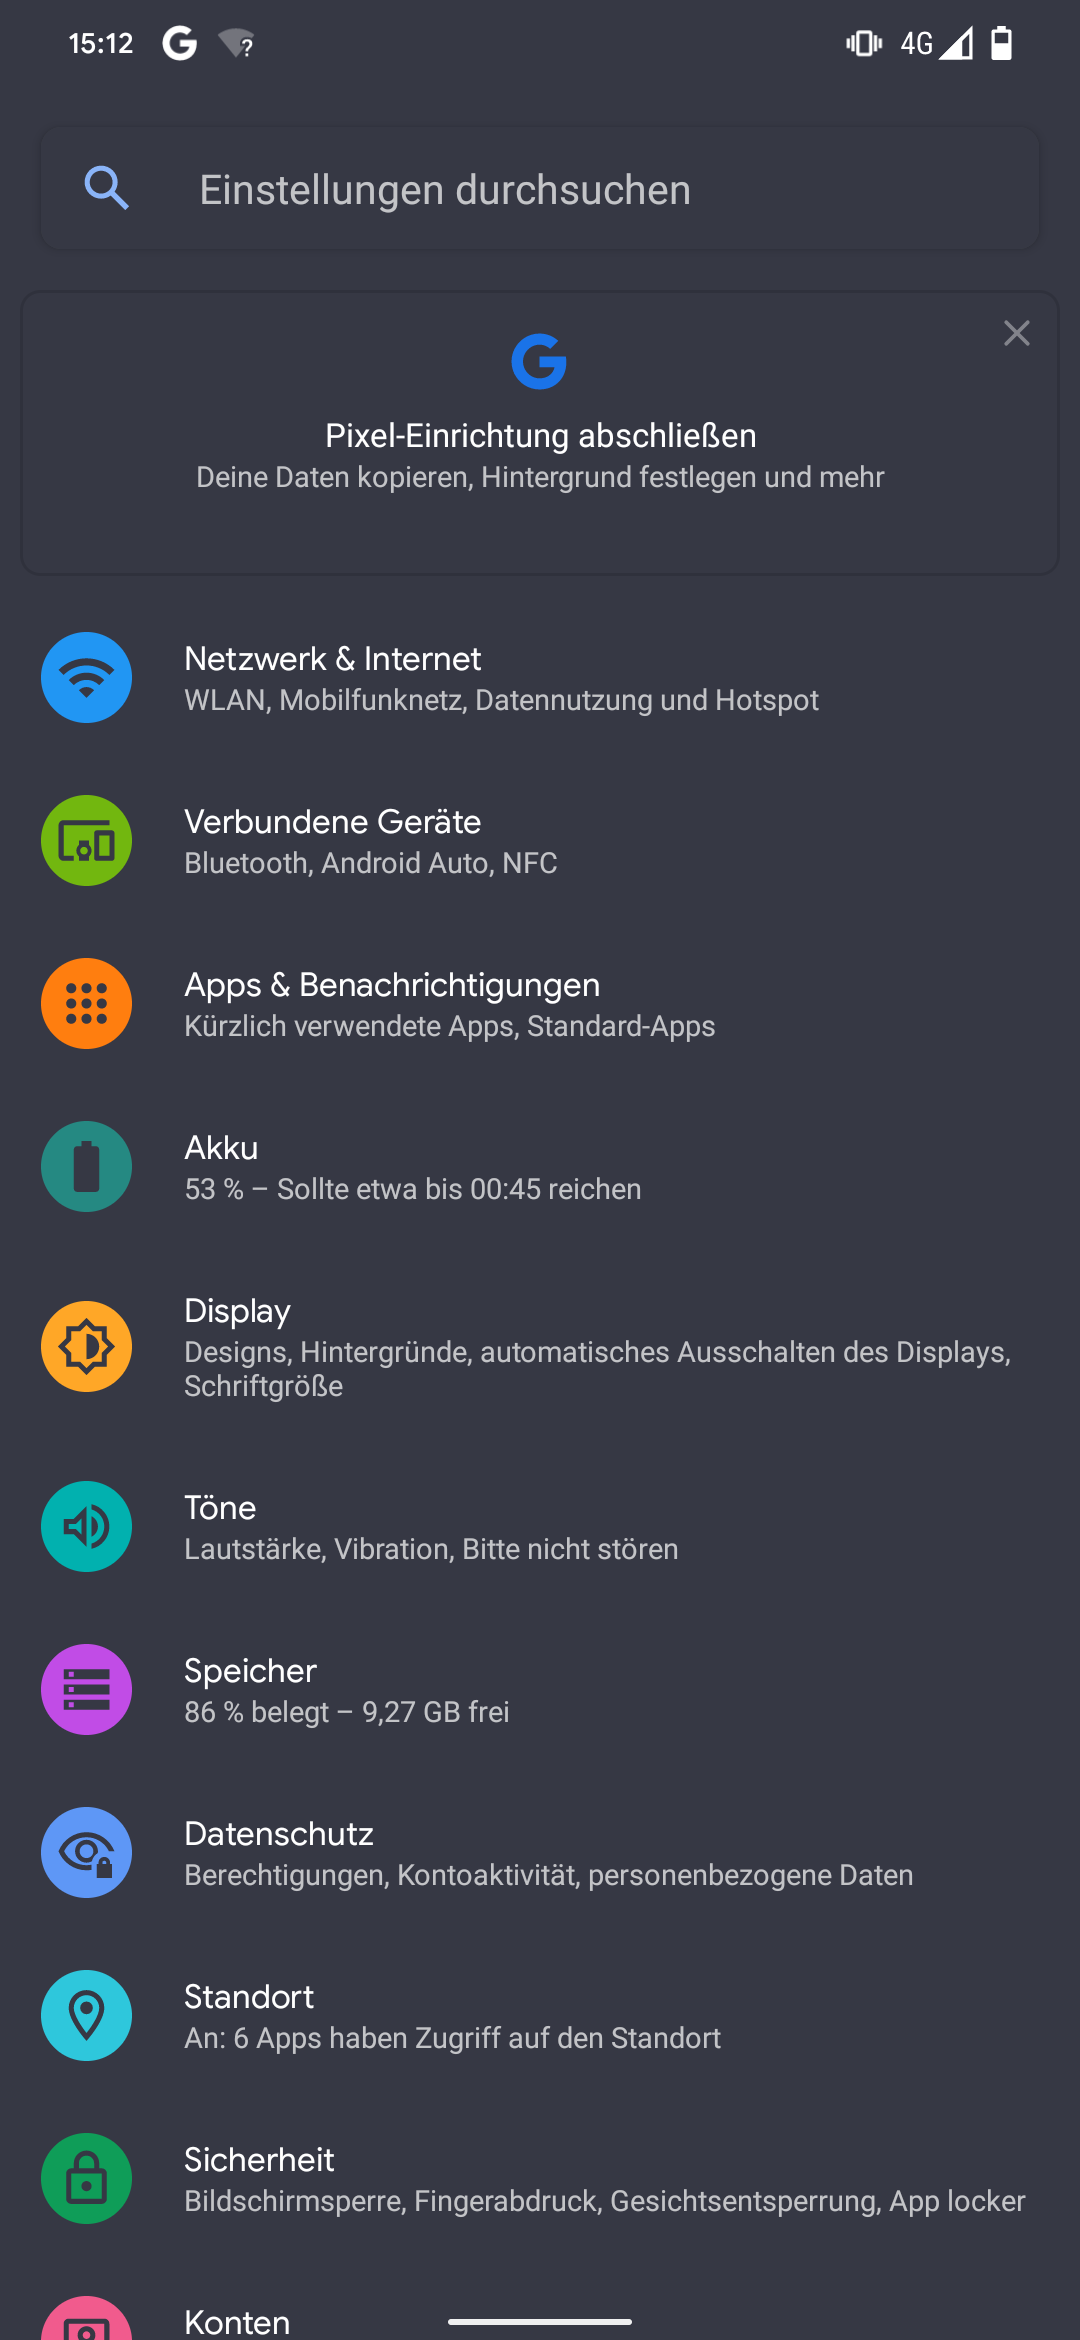 15:12
4G
Einstellungen durchsuchen
Pixel-Einrichtung abschließen
Deine Daten kopieren, Hintergrund festlegen und mehr
Netzwerk & Internet
WLAN, Mobilfunknetz, Datennutzung und Hotspot
Verbundene Geräte
Bluetooth, Android Auto, NFC
Apps & Benachrichtigungen
Kürzlich verwendete Apps, Standard-Apps
Akku
53 % – Sollte etwa bis 00:45 reichen
Display
Designs, Hintergründe, automatisches Ausschalten des Displays,
Schriftgröße
Töne
Lautstärke, Vibration, Bitte nicht stören
Speicher
86 % belegt – 9,27 GB frei
Datenschutz
Berechtigungen, Kontoaktivität, personenbezogene Daten
Standort
An: 6 Apps haben Zugriff auf den Standort
Sicherheit
Bildschirmsperre, Fingerabdruck, Gesichtsentsperrung, App locker
Konten